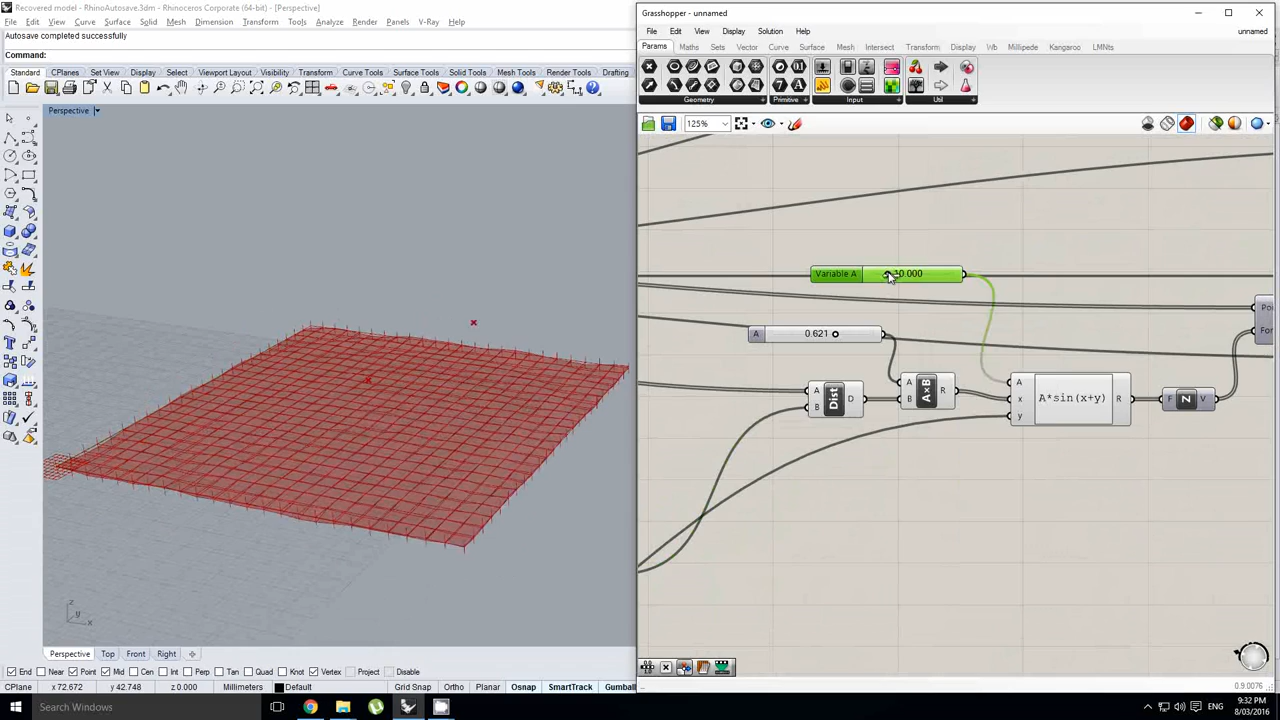 Recovered model - RhinoAutosave.3dm - Rhinoceros Corporate (64-bit) - [Perspective]
File Edit View Curve Surface Solid Mesh Dimension Transform Tools Analyze Render Panels V-Ray Help
Autosave completed successfully
Command:
Standard CPlanes Set View Display Select Viewport Layout Visibility Transform Curve Tools Surface Tools Solid Tools Mesh Tools Render Tools Drafting
Perspective
z
y
x
Perspective Top Front Right
End Near Point Mid Cen Int Perp Tan Quad Knot Vertex Project Disable
CPlane x 72.672 y 42.748 z 0.000 Millimeters Default Grid Snap Ortho Planar Osnap SmartTrack Gumball
Grasshopper - unnamed
File Edit View Display Solution Help unnamed
Params Maths Sets Vector Curve Surface Mesh Intersect Transform Display Wb Millipede Kangaroo LMNts
Geometry Primitive Input Util
125%
Variable A
A 0.621
A B Dist D
A B A×B R
A x y A*sin(x+y) R
F Z V
0.9.0076
Search Windows
ENG 9:32 PM
8/03/2016